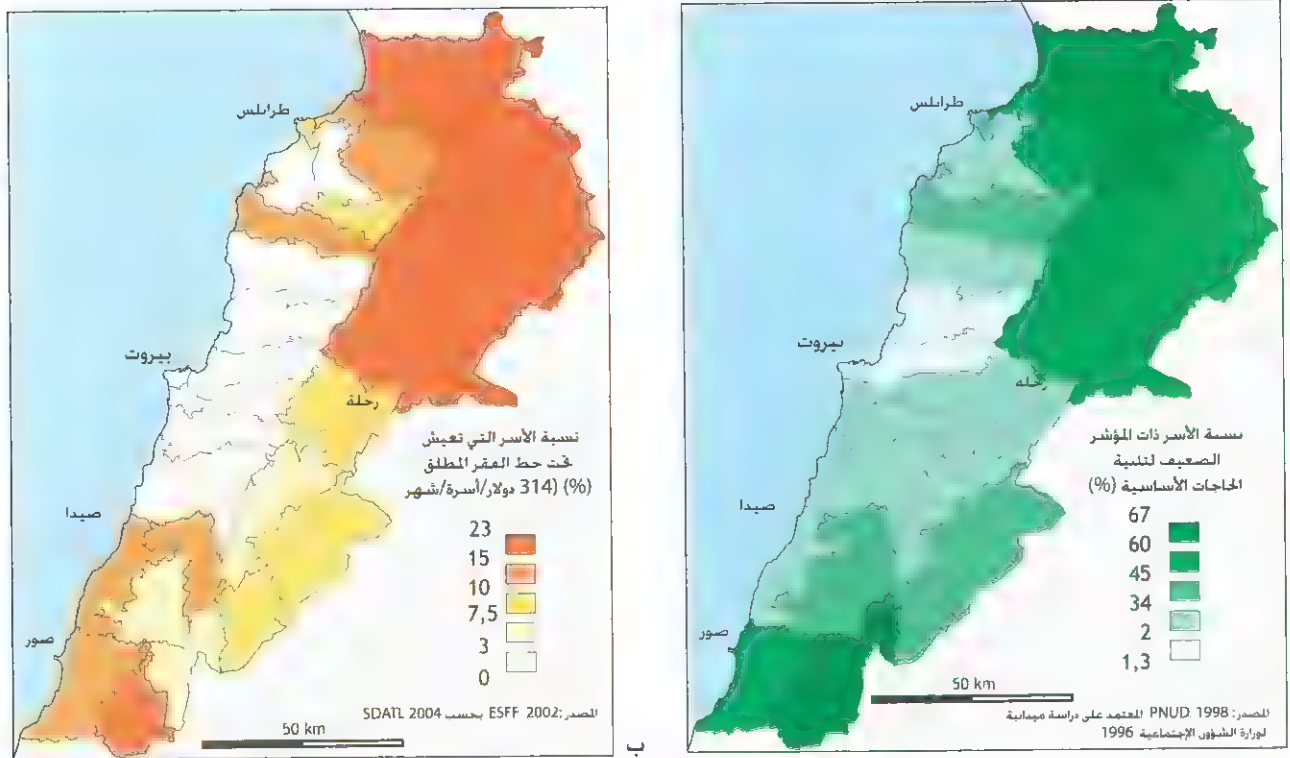 طرابلس
بيروت
زحلة
صيدا
صور
نسبة الأسر التي تعيش
تحت خط الفقر المطلق
(%) (314 دولار/أسرة/شهر
23
15
10
7,5
3
0
50 km
المصدر: ESFF 2002 بحسب SDATL 2004
ب
طرابلس
بيروت
زحلة
صيدا
صور
نسبة الأسر ذات المؤشر
الضعيف لتلبية
الحاجات الأساسية (%)
67
60
45
34
2
1,3
50 km
المصدر: PNUD 1998 المعتمد على دراسة ميدانية
لوزارة الشؤون الإجتماعية 1996